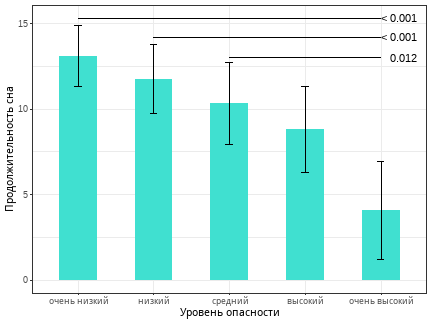 15
10
5
0
Продолжительность сна
< 0.001
< 0.001
0.012
очень низкий
низкий
средний
высокий
очень высокий
Уровень опасности